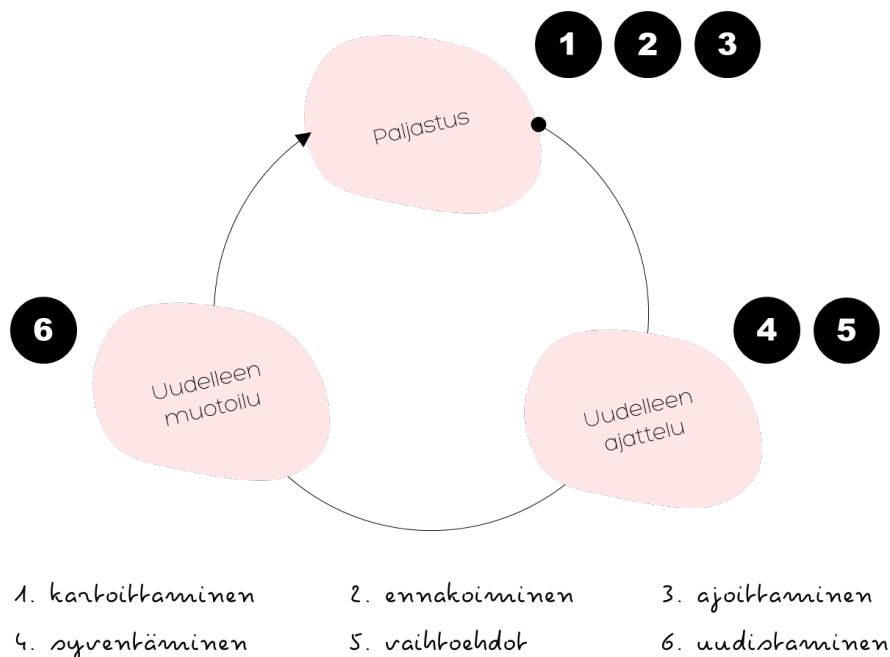 1 2 3
Paljastus
6
4 5
Uudelleen
muotoilu
Uudelleen
ajattelu
1. kartoittaminen 2. ennakoiminen 3. ajoittaminen
4. syventäminen 5. vaihtoehdot 6. uudistaminen